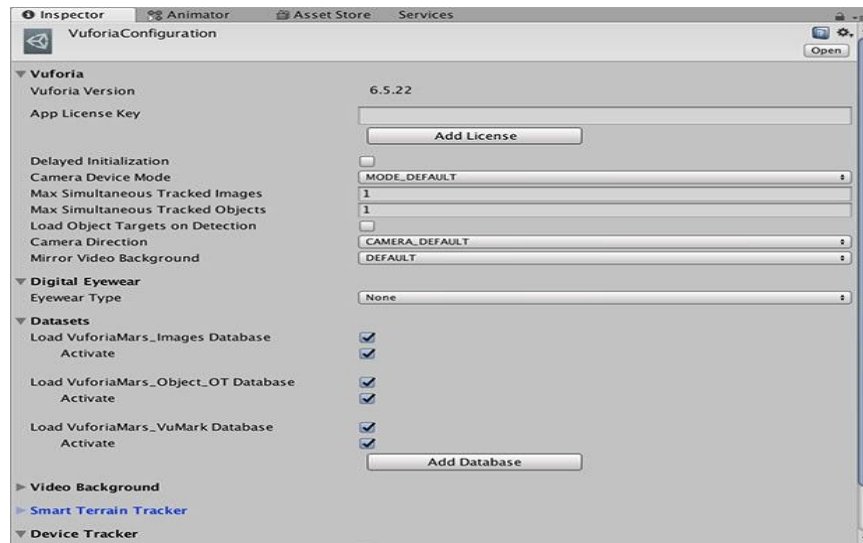 Inspector Animator Asset Store Services
VuforiaConfiguration
Open
Vuforia
Vuforia Version 6.5.22
App License Key
Add License
Delayed Initialization
Camera Device Mode MODE_DEFAULT
Max Simultaneous Tracked Images 1
Max Simultaneous Tracked Objects 1
Load Object Targets on Detection
Camera Direction CAMERA_DEFAULT
Mirror Video Background DEFAULT
Digital Eyewear
Eyewear Type None
Datasets
Load VuforiaMars_Images Database
Activate
Load VuforiaMars_Object_OT Database
Activate
Load VuforiaMars_VuMark Database
Activate
Add Database
Video Background
Smart Terrain Tracker
Device Tracker